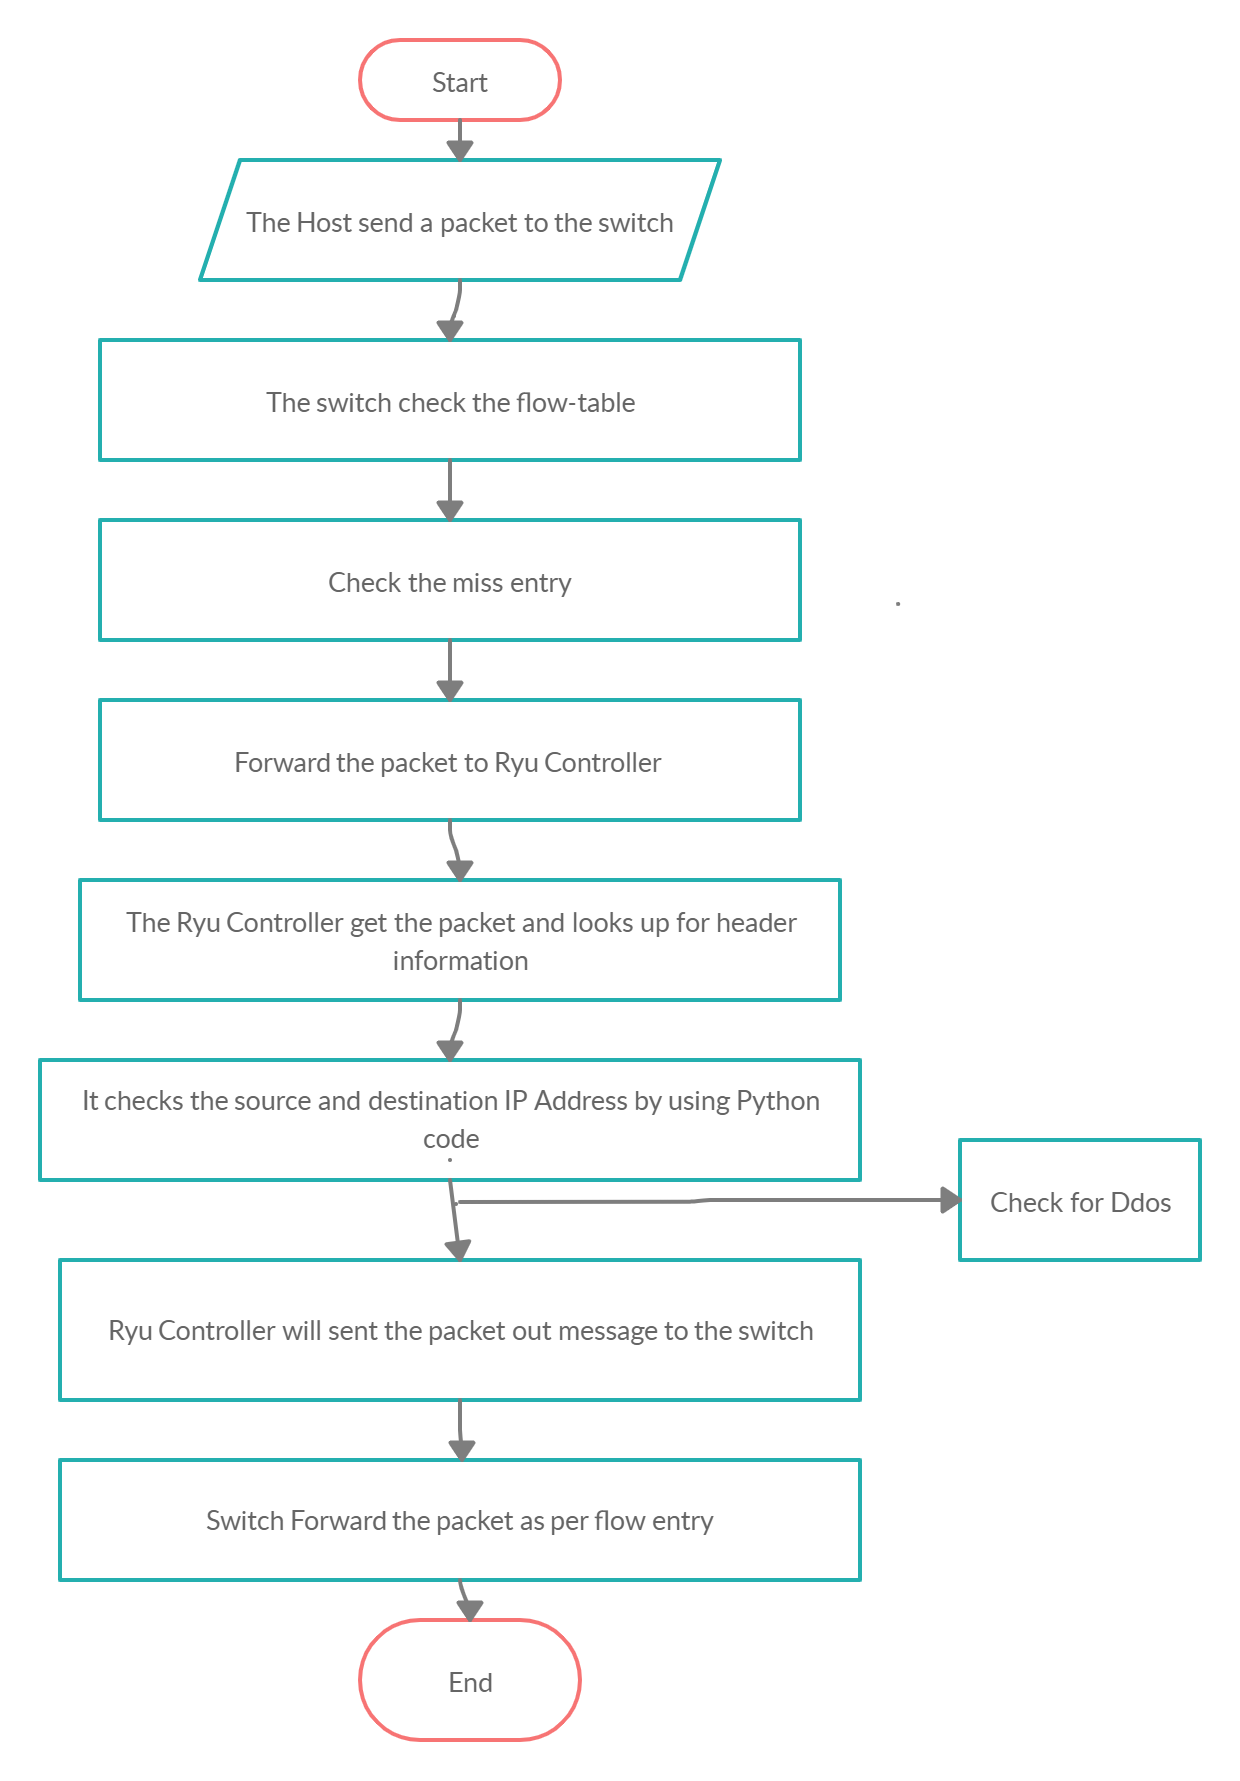 Start
The Host send a packet to the switch
The switch check the flow-table
Check the miss entry
Forward the packet to Ryu Controller
The Ryu Controller get the packet and looks up for header
information
It checks the source and destination IP Address by using Python
code
Check for Ddos
Ryu Controller will sent the packet out message to the switch
Switch Forward the packet as per flow entry
End